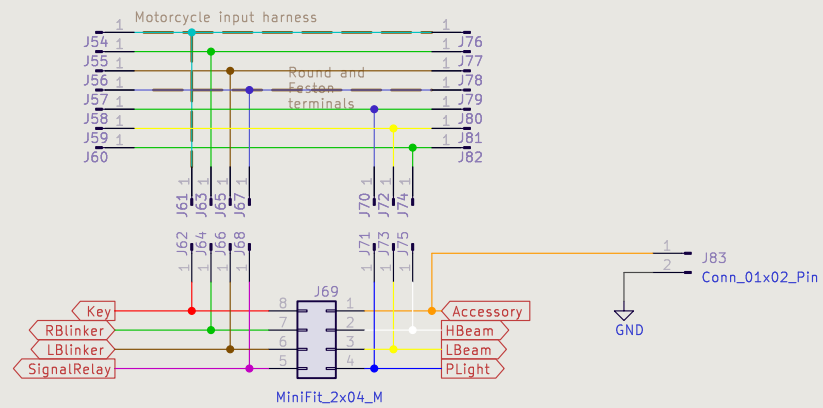 Motorcycle input harness
1 1
J54 J76
1 1
J55 J77
1 1
J56 J78
Round and
Feston
terminals
1 1
J57 J79
1 1
J58 J80
1 1
J59 J81
1 1
J60 J82
1 1 1 1 1 1 1
J61 J63 J65 J67 J70 J72 J74
J62 J64 J66 J68 J71 J73 J75
1 1 1 1 1 1 1
1 J83
2 Conn_01x02_Pin
GND
J69
Key 8 1 Accessory
RBlinker 7 2 HBeam
LBlinker 6 3 LBeam
SignalRelay 5 4 PLight
MiniFit_2x04_M